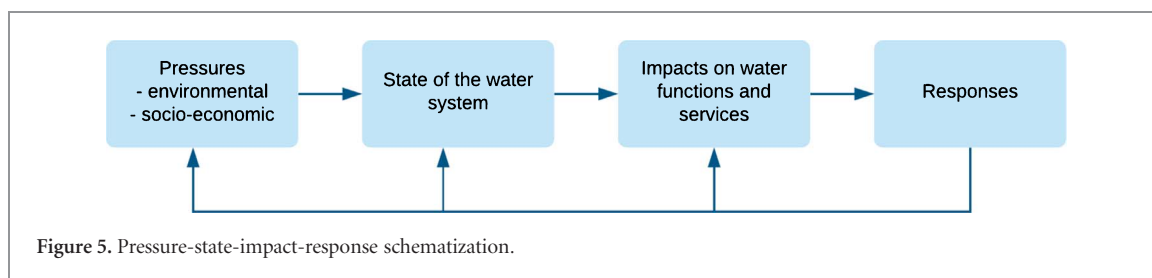 Pressures
- environmental
- socio-economic
State of the water
system
Impacts on water
functions and
services
Responses
Figure 5. Pressure-state-impact-response schematization.